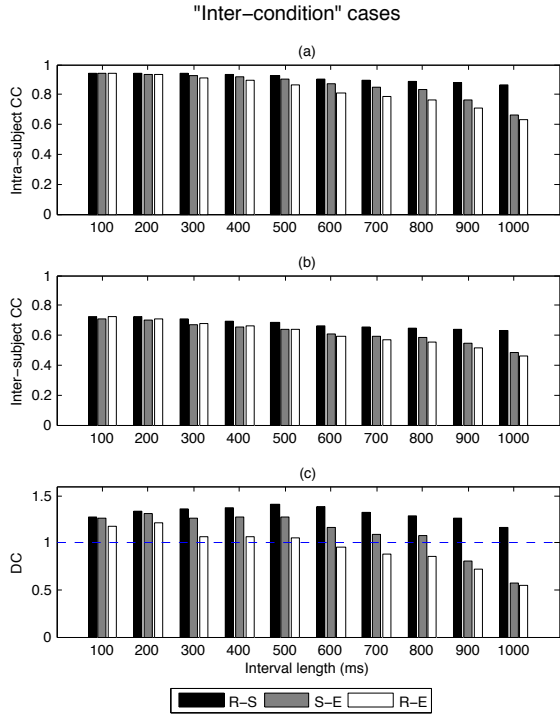 "Inter-condition" cases
(a)
Intra-subject CC
1
0.8
0.6
0.4
0.2
0
100 200 300 400 500 600 700 800 900 1000
(b)
Inter-subject CC
1
0.8
0.6
0.4
0.2
0
100 200 300 400 500 600 700 800 900 1000
(c)
DC
1.5
1
0.5
0
100 200 300 400 500 600 700 800 900 1000
Interval length (ms)
R-S S-E R-E